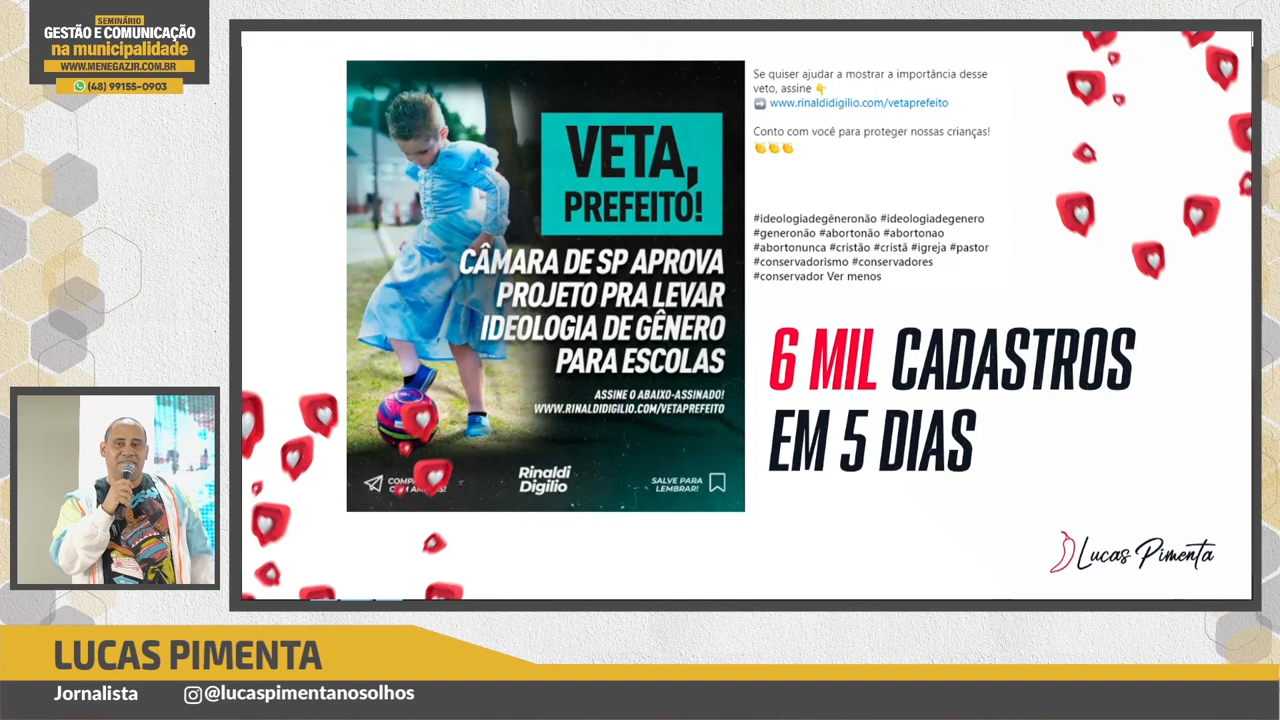 SEMINÁRIO
GESTÃO E COMUNICAÇÃO
na municipalidade
WWW.MENEGAZJR.COM.BR
(48) 99155-0903
VETA,
PREFEITO!
CÂMARA DE SP APROVA
PROJETO PRA LEVAR
IDEOLOGIA DE GÊNERO
PARA ESCOLAS
ASSINE O ABAIXO-ASSINADO!
WWW.RINALDIDIGILIO.COM/VETAPREFEITO
Rinaldi
Digilio
SALVE PARA
LEMBRAR!
Se quiser ajudar a mostrar a importância desse
veto, assine 👇
➡️ www.rinaldidigilio.com/vetaprefeito
Conto com você para proteger nossas crianças!
👏👏👏
#ideologiadegêneronão #ideologiadegenero
#generonão #abortonão #abortonao
#abortonunca #cristão #cristã #igreja #pastor
#conservadorismo #conservadores
#conservador Ver menos
6 MIL CADASTROS
EM 5 DIAS
Lucas Pimenta
LUCAS PIMENTA
Jornalista
@lucaspimentanosolhos